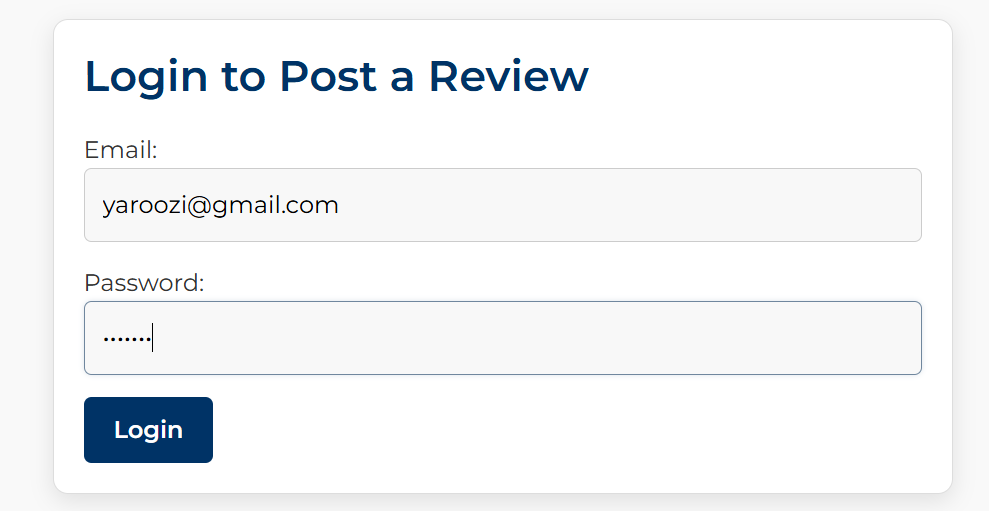 Login to Post a Review
Email:
yaroozi@gmail.com
Password:
•••••••
Login